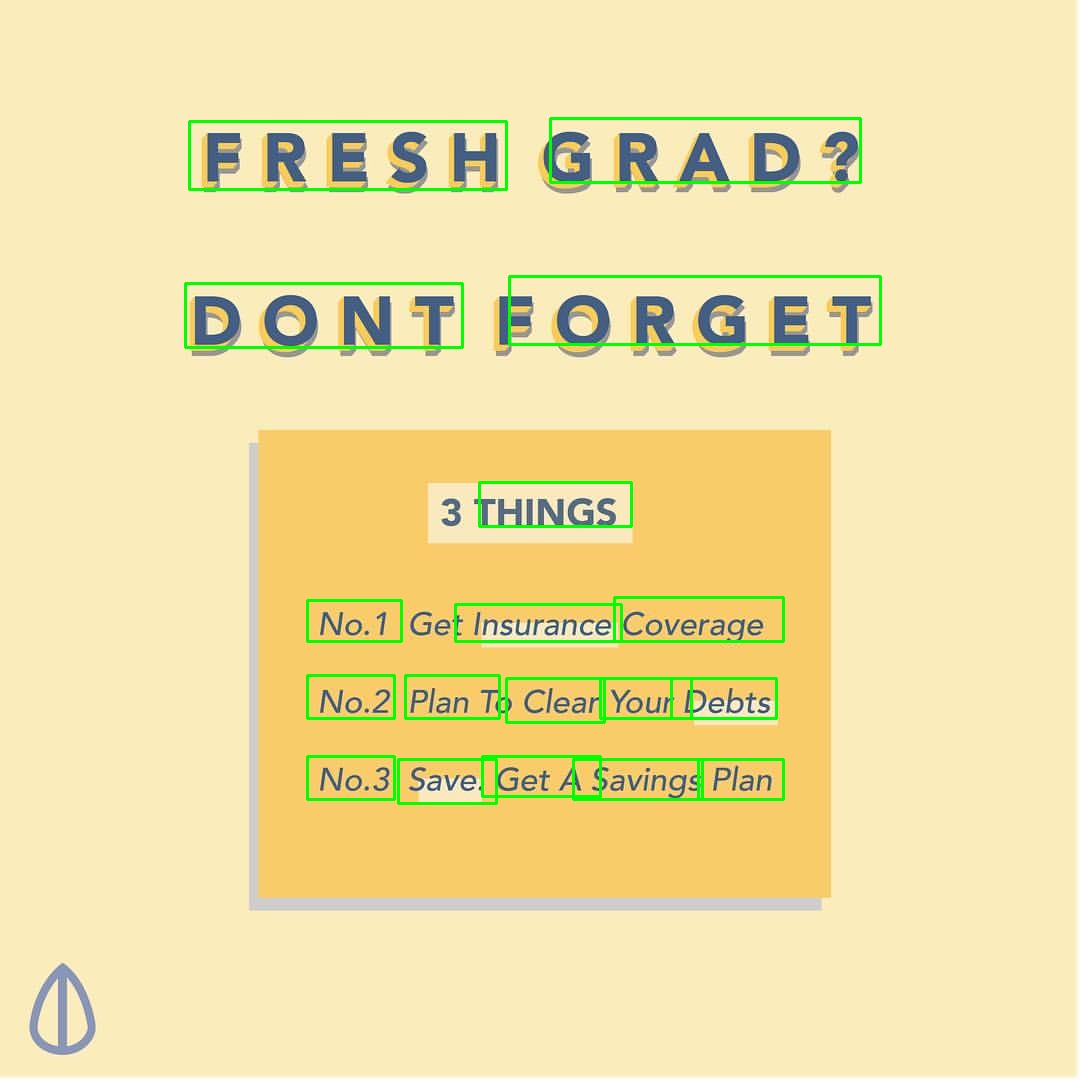 FRESH GRAD?
DONT FORGET
3 THINGS
No.1 Get Insurance Coverage
No.2 Plan To Clear Your Debts
No.3 Save. Get A Savings Plan